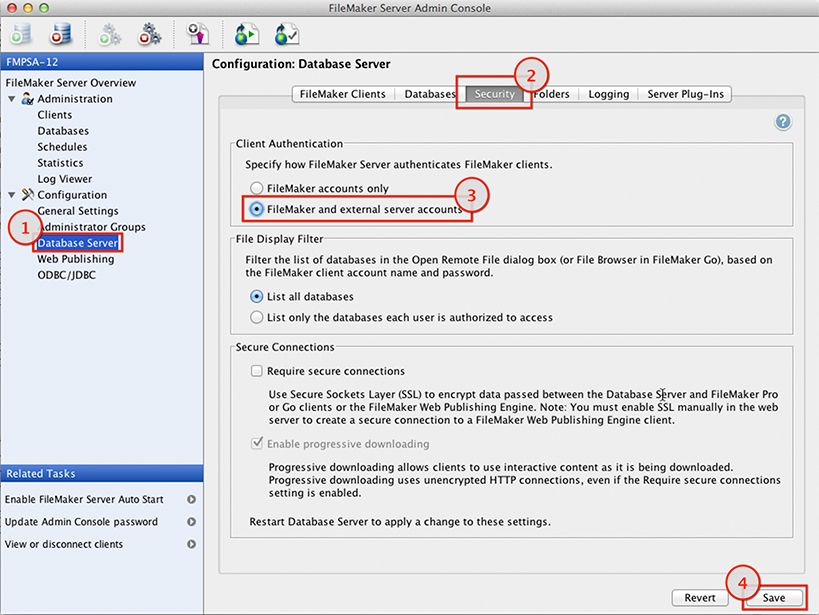 FileMaker Server Admin Console
FMPSA-12
FileMaker Server Overview
Administration
Clients
Databases
Schedules
Statistics
Log Viewer
Configuration
General Settings
1
Administrator Groups
Database Server
Web Publishing
ODBC/JDBC
Related Tasks
Enable FileMaker Server Auto Start
Update Admin Console password
View or disconnect clients
Configuration: Database Server
2
FileMaker Clients Databases Security Folders Logging Server Plug-Ins
?
Client Authentication
Specify how FileMaker Server authenticates FileMaker clients.
FileMaker accounts only
3
FileMaker and external server accounts
File Display Filter
Filter the list of databases in the Open Remote File dialog box (or File Browser in FileMaker Go), based on
the FileMaker client account name and password.
List all databases
List only the databases each user is authorized to access
Secure Connections
Require secure connections
Use Secure Sockets Layer (SSL) to encrypt data passed between the Database Server and FileMaker Pro
or Go clients or the FileMaker Web Publishing Engine. Note: You must enable SSL manually in the web
server to create a secure connection to a FileMaker Web Publishing Engine client.
Enable progressive downloading
Progressive downloading allows clients to use interactive content as it is being downloaded.
Progressive downloading uses unencrypted HTTP connections, even if the Require secure connections
setting is enabled.
Restart Database Server to apply a change to these settings.
4
Revert Save